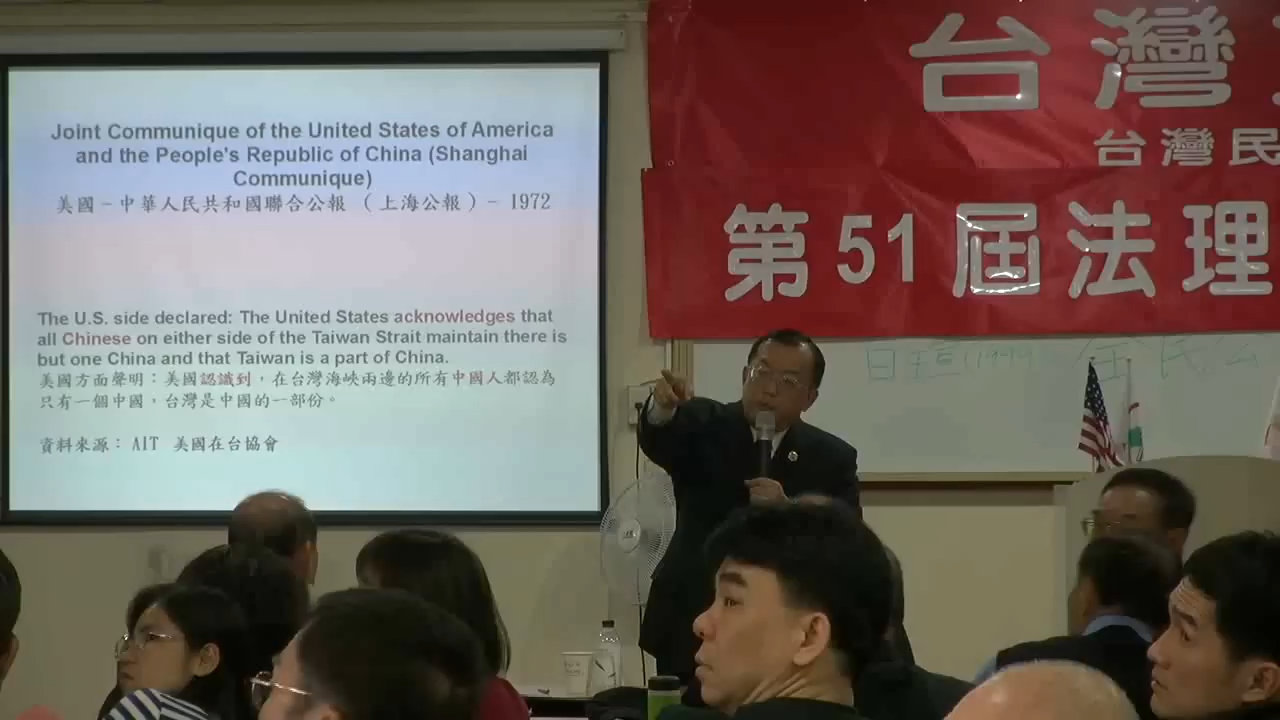 Joint Communique of the United States of America
and the People's Republic of China (Shanghai
Communique)
美國－中華人民共和國聯合公報 （上海公報）－ 1972
The U.S. side declared: The United States acknowledges that
all Chinese on either side of the Taiwan Strait maintain there is
but one China and that Taiwan is a part of China.
美國方面聲明：美國認識到，在台灣海峽兩邊的所有中國人都認為
只有一個中國，台灣是中國的一部份。
資料來源： AIT 美國在台協會
台灣
台灣民
第51屆法理